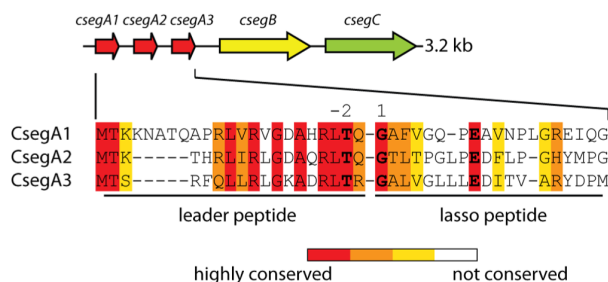 csegA1 csegA2 csegA3 csegB csegC
3.2 kb
-2 1
CsegA1 MTKKNATQAPRLVRVGDAHRLTQ-GAFVGQ-PEAVNPLGREIQG
CsegA2 MTK-----THRLIRLGDAQRLTQ-GTLTPGLPEDFLP-GHYMPG
CsegA3 MTS-----RFQLLRLGKADRLTR-GALVGLLLEDITV-ARYDPM
leader peptide lasso peptide
highly conserved not conserved